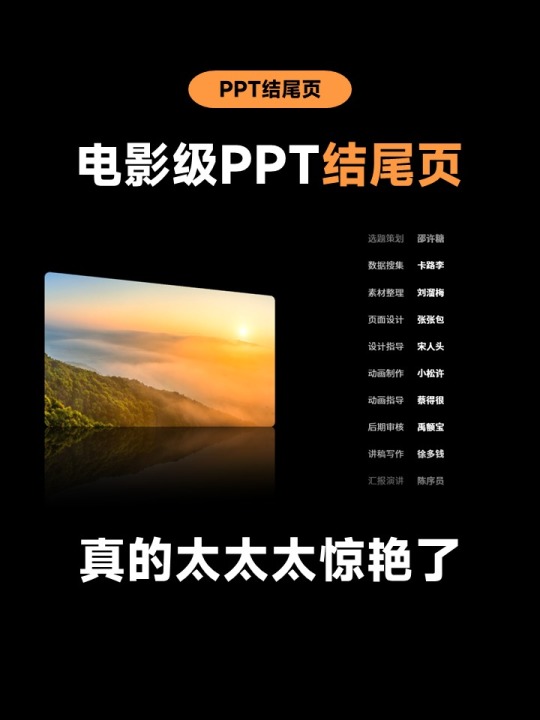 PPT结尾页
电影级PPT结尾页
选题策划 邵许糖
数据搜集 卡路李
素材整理 刘溜梅
页面设计 张张包
设计指导 宋人头
动画制作 小松许
动画指导 蔡得很
后期审核 禹额宝
讲稿写作 徐多钱
汇报演讲 陈序员
真的太太太惊艳了